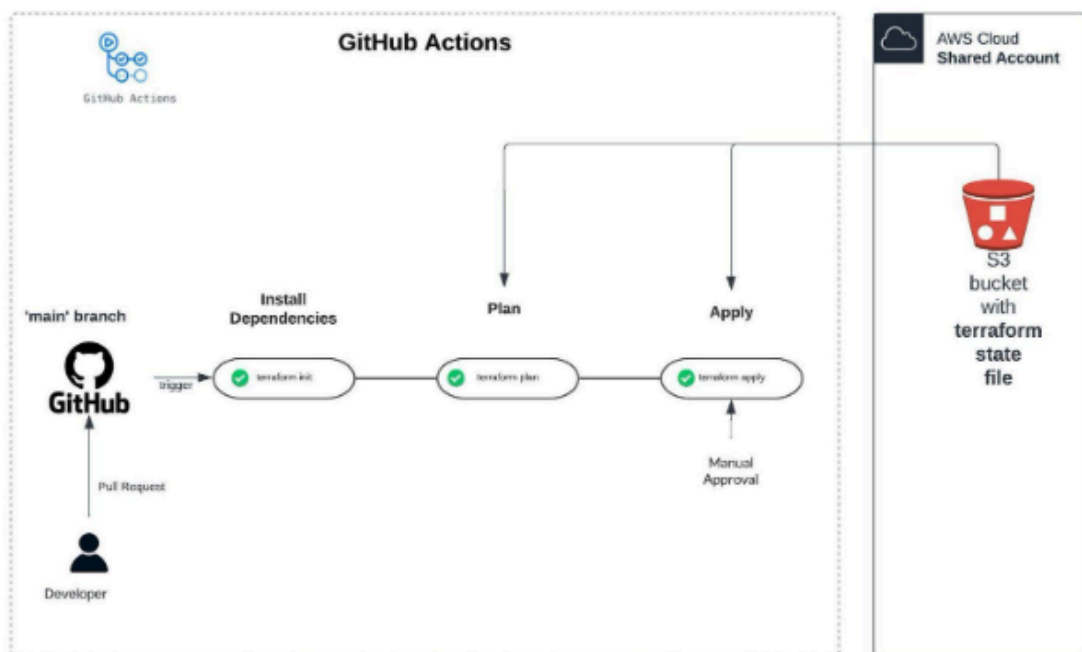 GitHub Actions
GitHub Actions
AWS Cloud
Shared Account
S3
bucket
with
terraform
state
file
'main' branch
Install
Dependencies
Plan
Apply
GitHub
trigger
terraform init
terraform plan
terraform apply
Pull Request
Manual
Approval
Developer